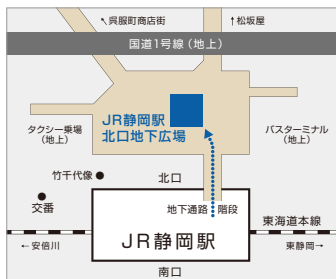 ↖呉服町商店街
↑松坂屋
国道1号線（地上）
JR静岡駅
北口地下広場
タクシー乗場
（地上）
バスターミナル
（地上）
竹千代像
北口
交番
地下通路
階段
東海道本線
←安倍川
JR静岡駅
東静岡→
南口